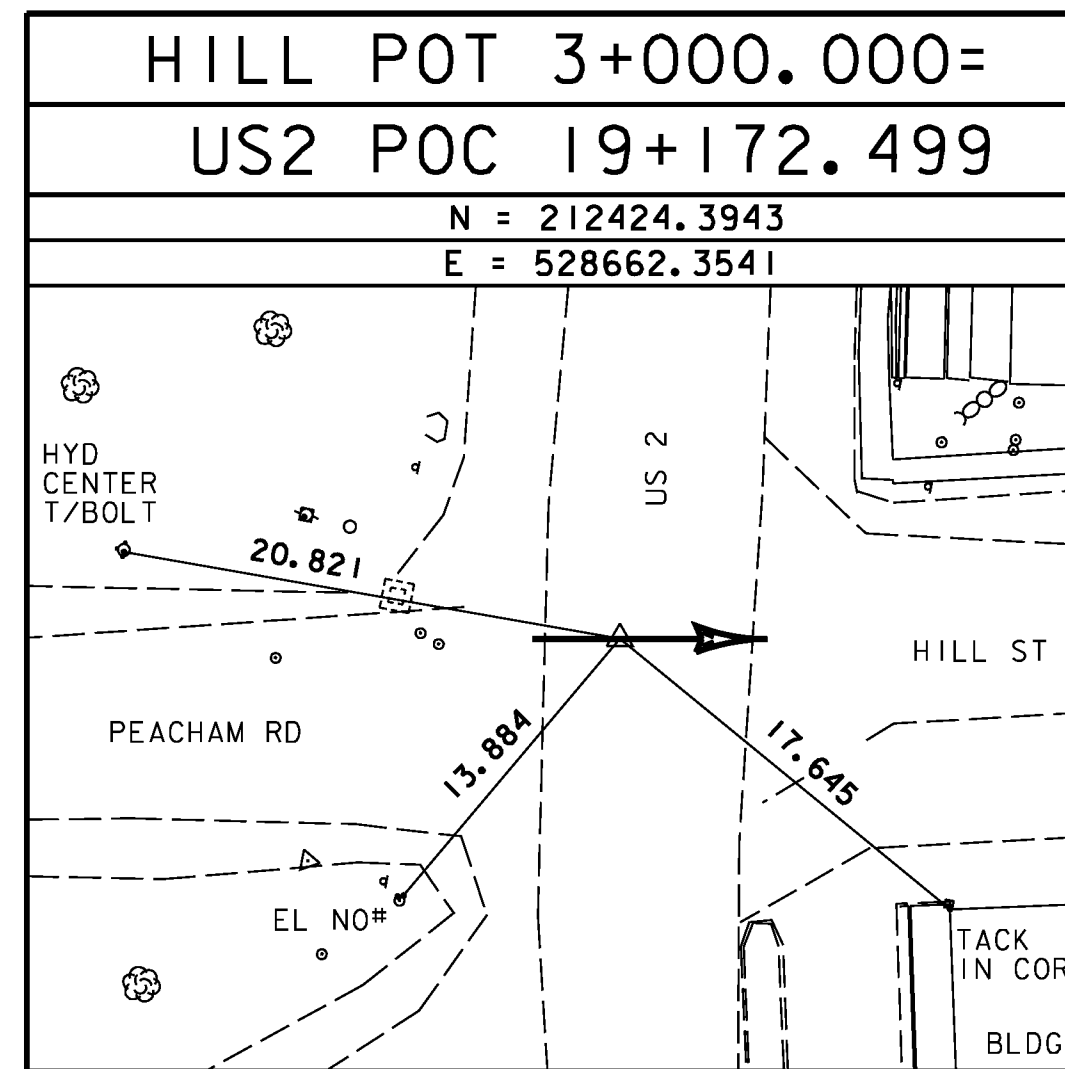 HILL POT 3+000.000=
US2 POC 19+172.499
N = 212424.3943
E = 528662.3541
US 2
HYD
CENTER
T/BOLT
20.821
HILL ST
PEACHAM RD
13.884
17.645
EL NO#
TACK
IN COR
BLDG